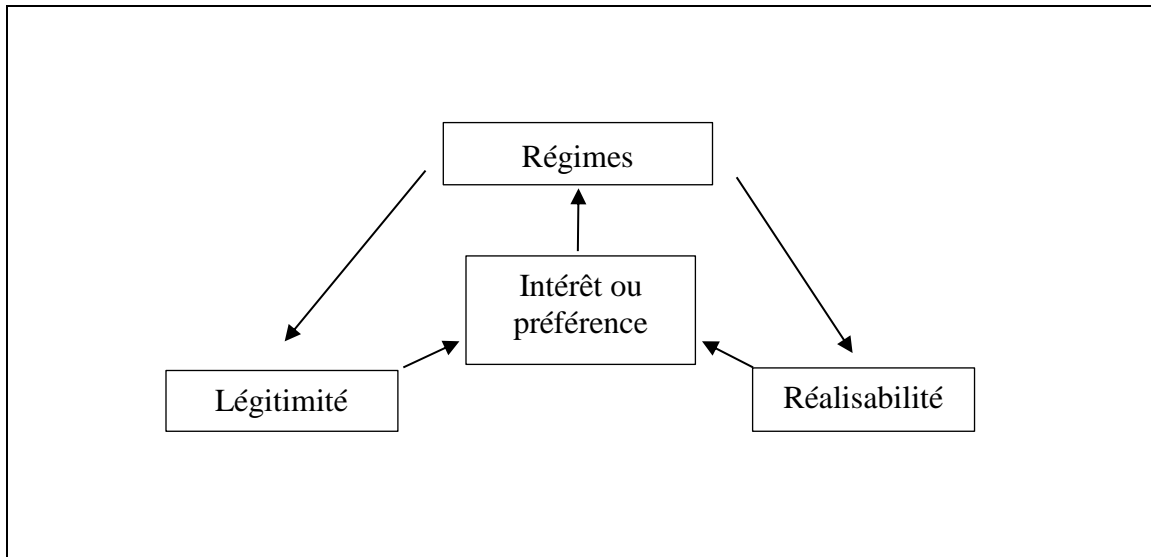 Régimes
Intérêt ou
préférence
Légitimité
Réalisabilité